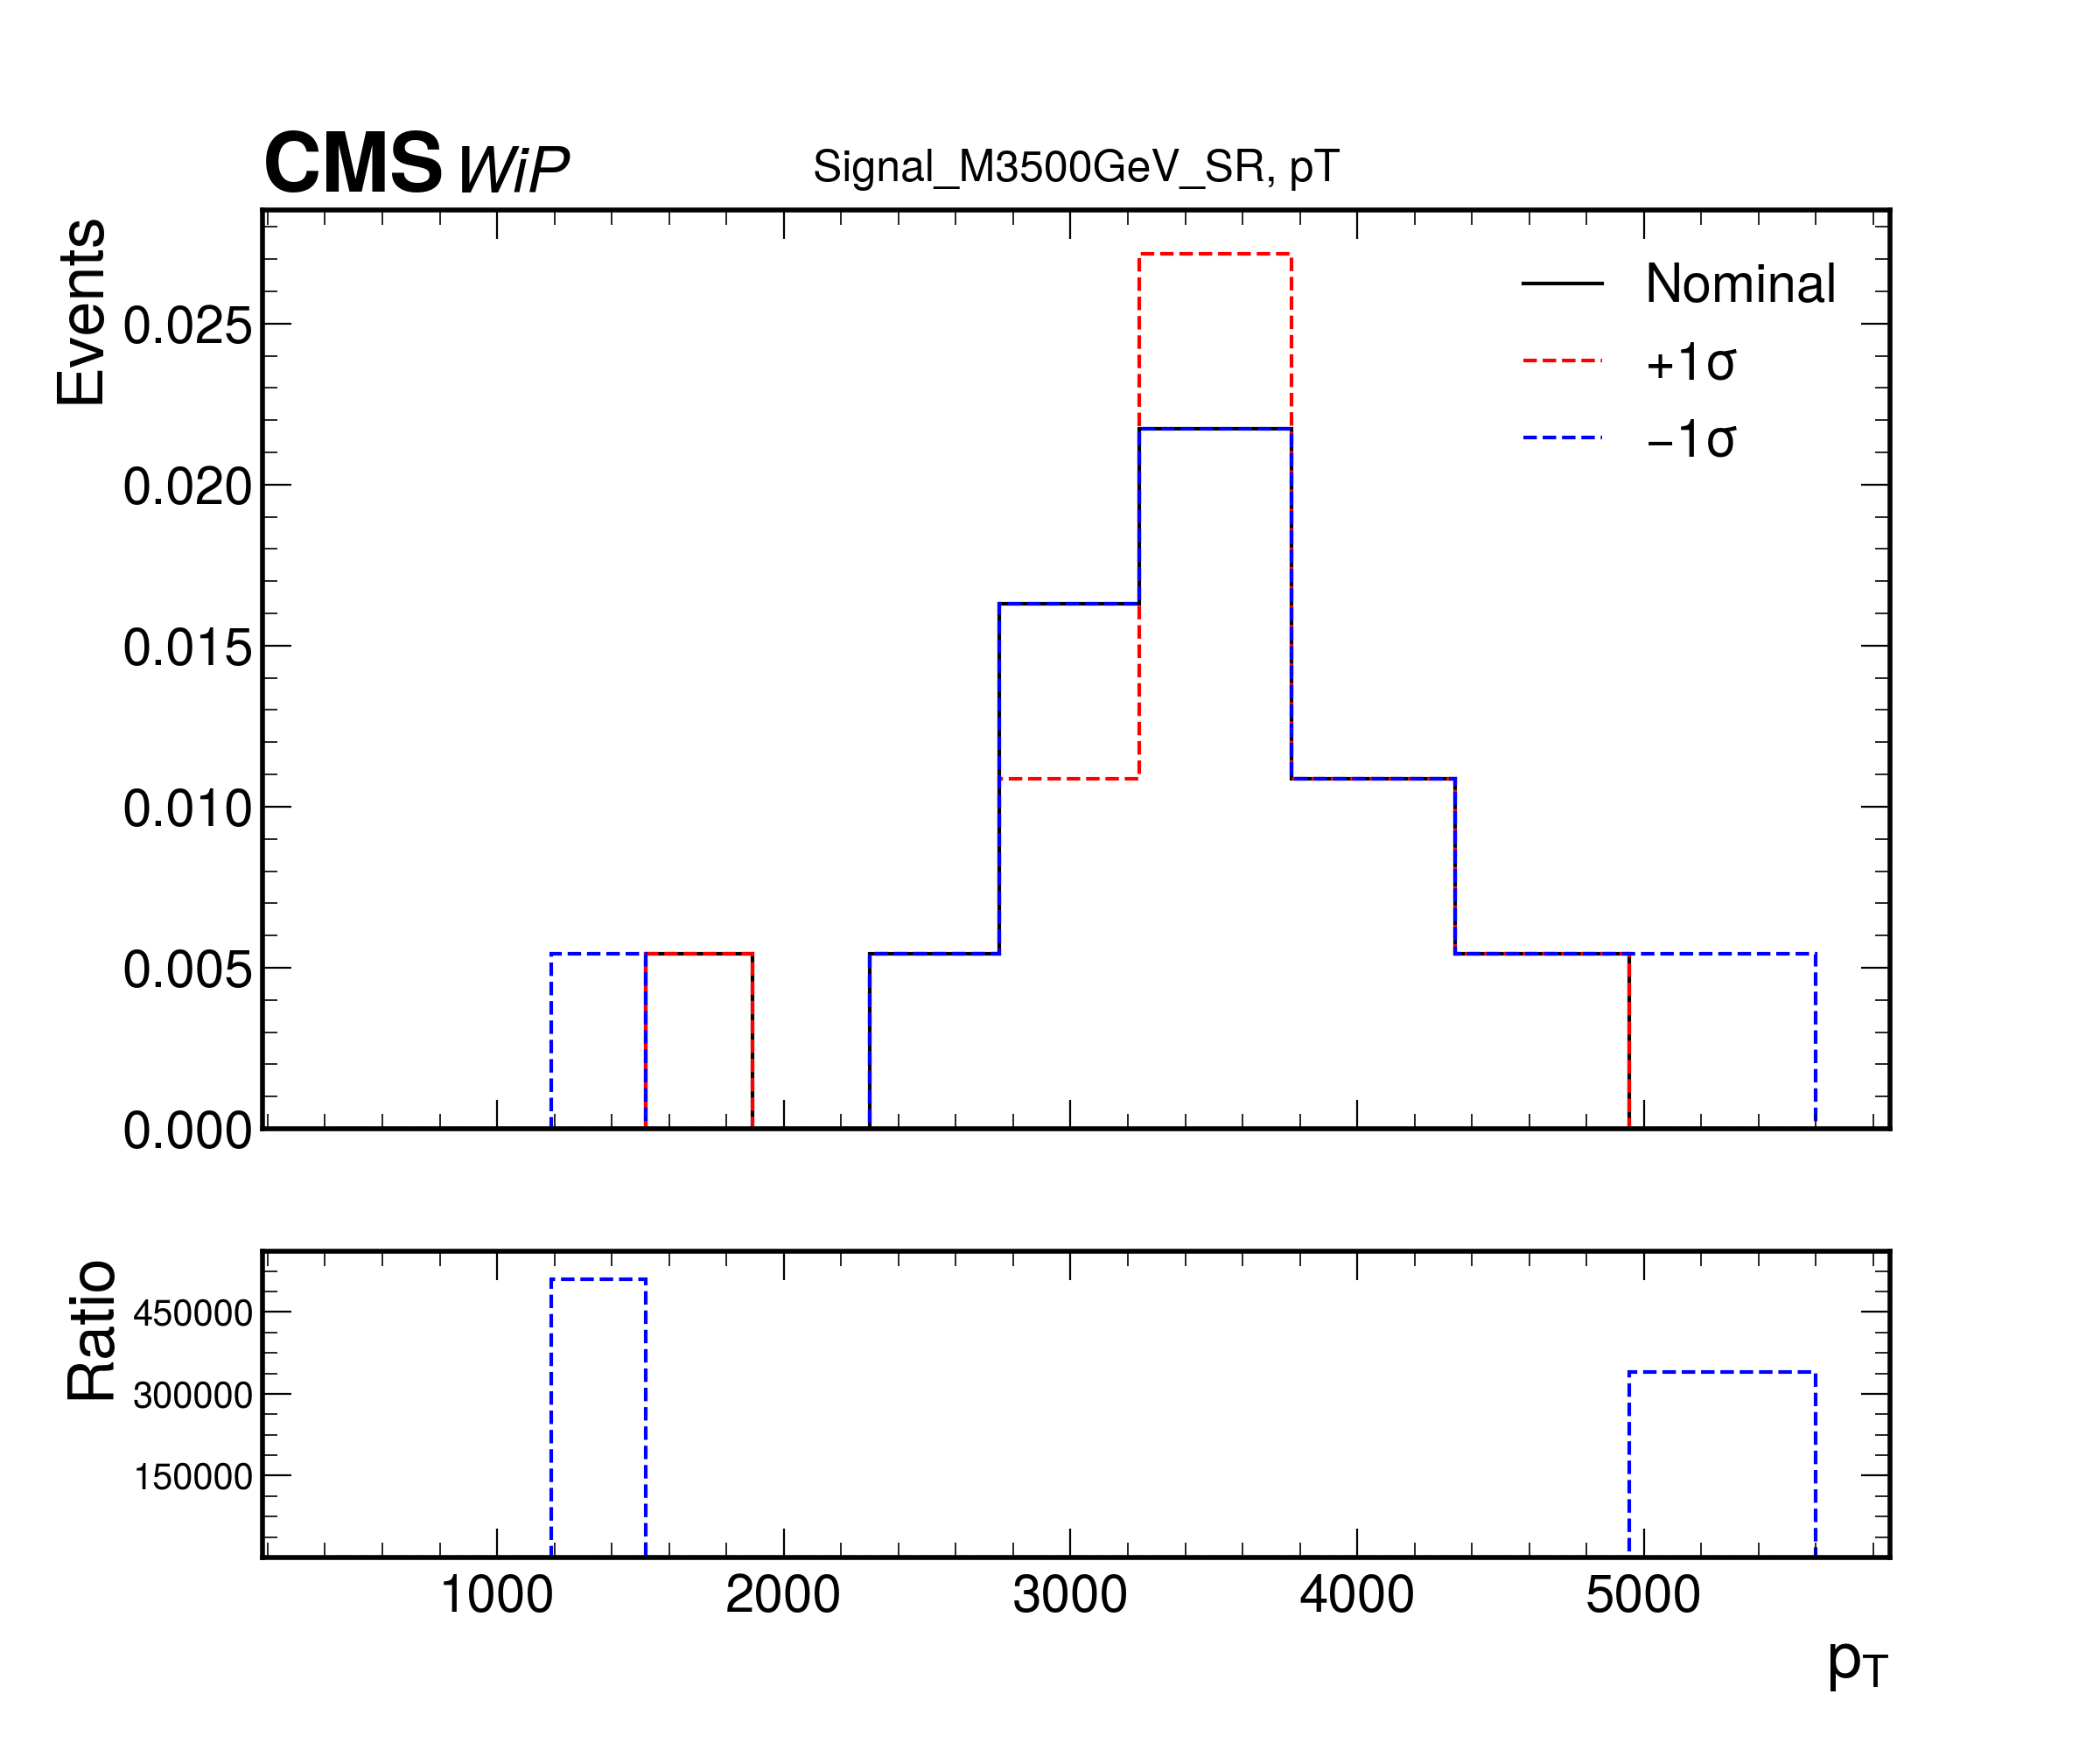 CMS WiP
Signal_M3500GeV_SR, pT
Events
0.025
0.020
0.015
0.010
0.005
0.000
Nominal
+1σ
−1σ
Ratio
450000
300000
150000
1000 2000 3000 4000 5000
pT